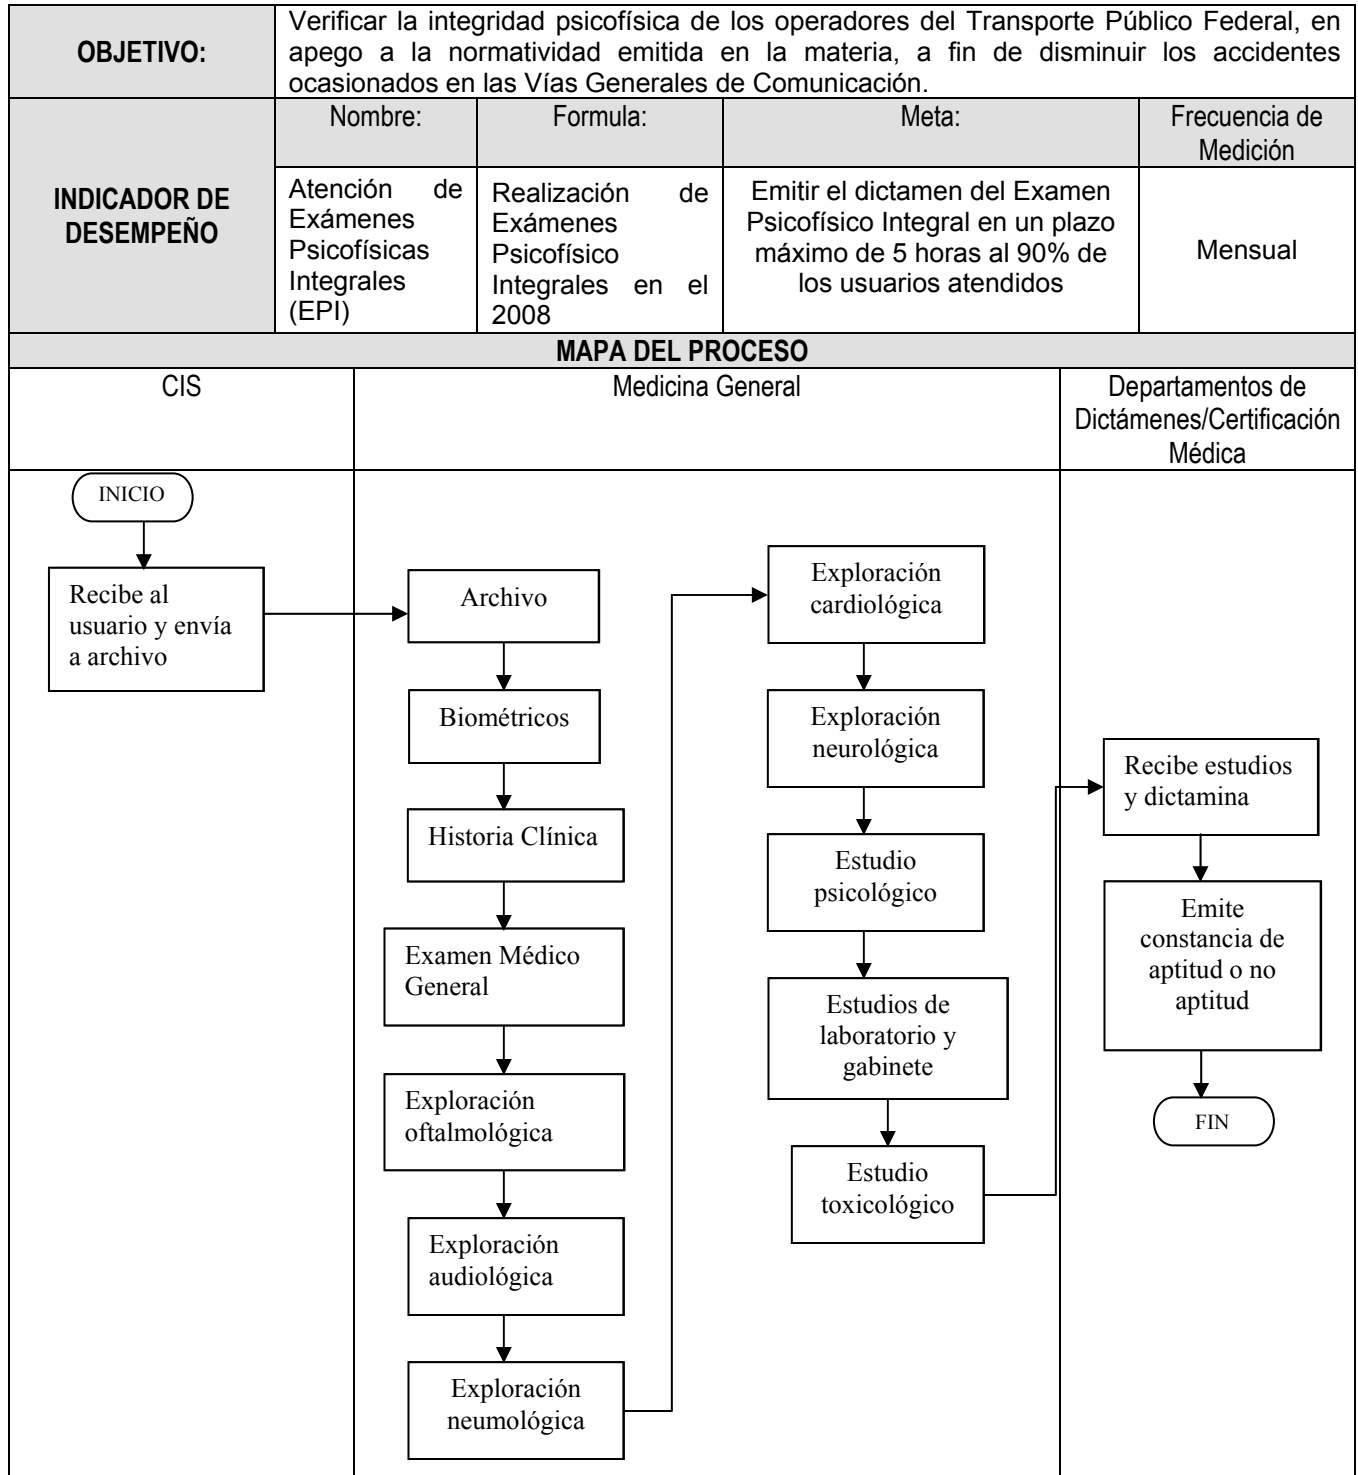 OBJETIVO:
Verificar la integridad psicofísica de los operadores del Transporte Público Federal, en
apego a la normatividad emitida en la materia, a fin de disminuir los accidentes
ocasionados en las Vías Generales de Comunicación.
INDICADOR DE
DESEMPEÑO
Nombre:
Formula:
Meta:
Frecuencia de
Medición
Atención de
Exámenes
Psicofísicas
Integrales
(EPI)
Realización de
Exámenes
Psicofísico
Integrales en el
2008
Emitir el dictamen del Examen
Psicofísico Integral en un plazo
máximo de 5 horas al 90% de
los usuarios atendidos
Mensual
MAPA DEL PROCESO
CIS
Medicina General
Departamentos de
Dictámenes/Certificación
Médica
INICIO
Recibe al
usuario y envía
a archivo
Archivo
Biométricos
Historia Clínica
Examen Médico
General
Exploración
oftalmológica
Exploración
audiológica
Exploración
neumológica
Exploración
cardiológica
Exploración
neurológica
Estudio
psicológico
Estudios de
laboratorio y
gabinete
Estudio
toxicológico
Recibe estudios
y dictamina
Emite
constancia de
aptitud o no
aptitud
FIN